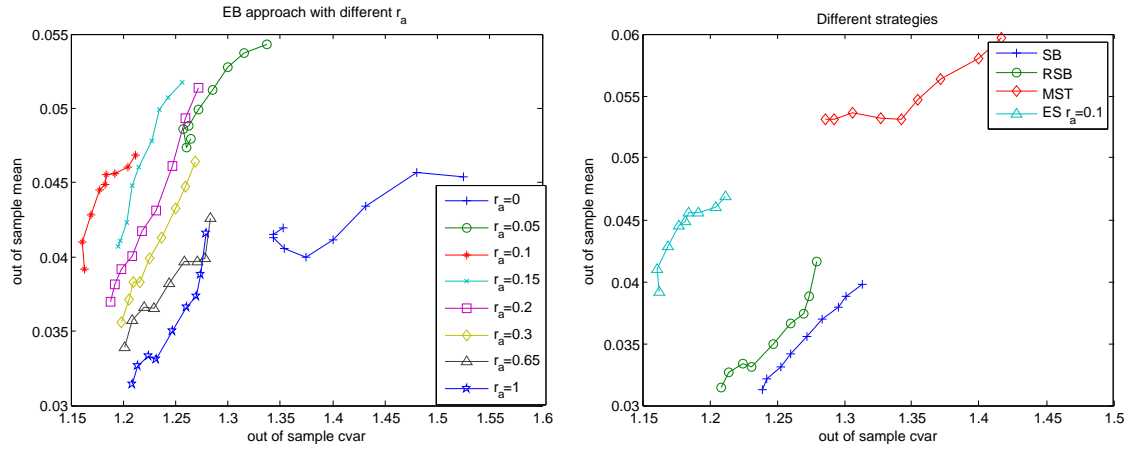 EB approach with different r_a
0.055
0.05
0.045
0.04
0.035
0.03
out of sample mean
1.15 1.2 1.25 1.3 1.35 1.4 1.45 1.5 1.55 1.6
out of sample cvar
r_a=0
r_a=0.05
r_a=0.1
r_a=0.15
r_a=0.2
r_a=0.3
r_a=0.65
r_a=1
Different strategies
0.06
0.055
0.05
0.045
0.04
0.035
0.03
out of sample mean
1.15 1.2 1.25 1.3 1.35 1.4 1.45 1.5
out of sample cvar
SB
RSB
MST
ES r_a=0.1